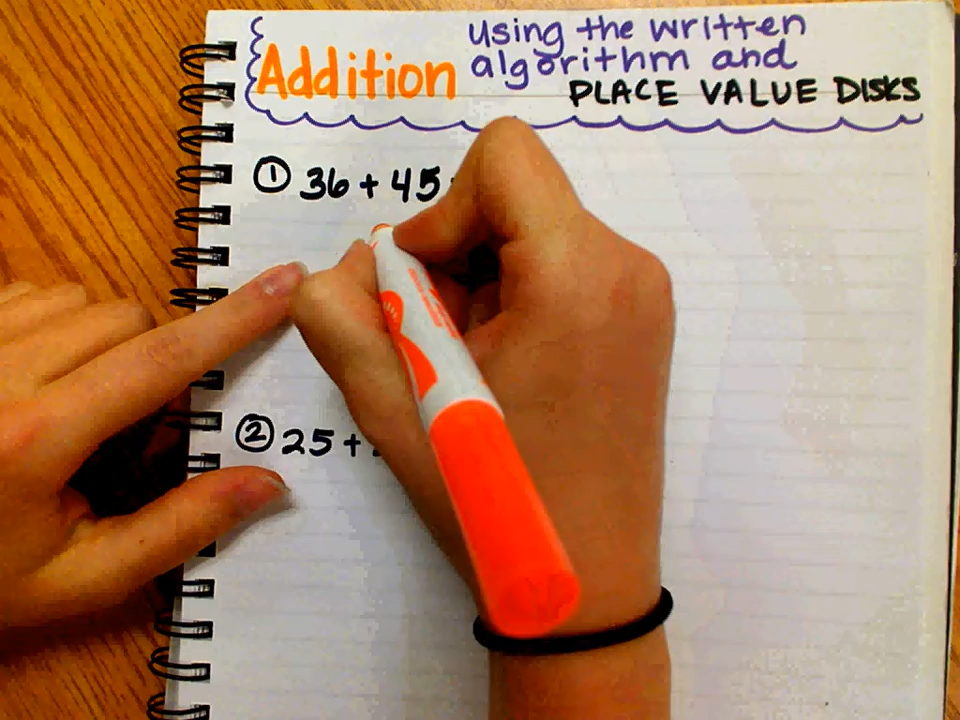 Using the written
Addition algorithm and
PLACE VALUE DISKS
① 36 + 45
② 25 +